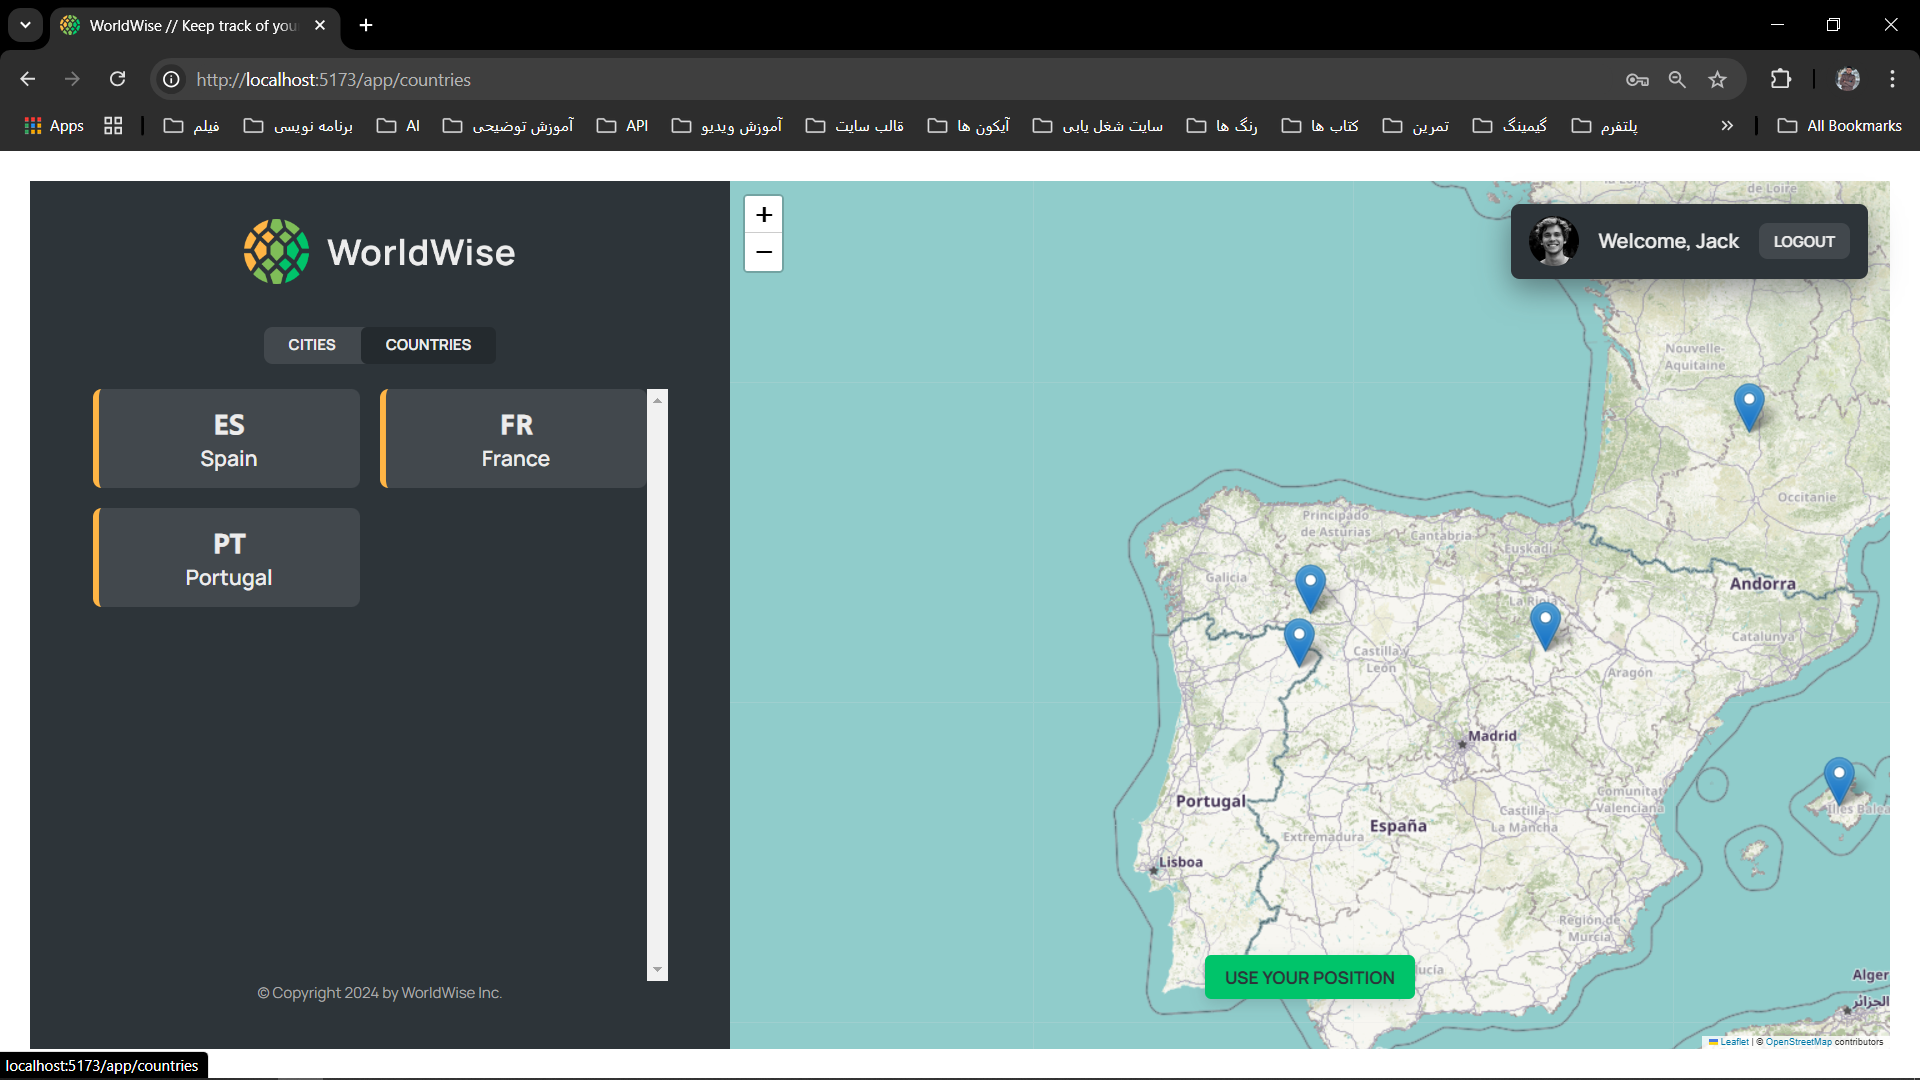 WorldWise // Keep track of you
http://localhost:5173/app/countries
Apps
فیلم
برنامه نویسی
AI
آموزش توضیحی
API
آموزش ویدیو
قالب سایت
آیکون ها
سایت شغل یابی
رنگ ها
کتاب ها
تمرین
گیمینگ
پلتفرم
All Bookmarks
WorldWise
CITIES
COUNTRIES
ES
Spain
FR
France
PT
Portugal
© Copyright 2024 by WorldWise Inc.
+
−
Welcome, Jack
LOGOUT
de Loire
Nouvelle-
Aquitaine
Occitanie
Principado
de Asturias
Cantabria
Euskadi
Galicia
La Rioja
Andorra
Catalunya
Castilla y
León
Aragón
Madrid
Portugal
España
Castilla-
La Mancha
Comunitat
Valenciana
Illes Balea
Extremadura
Lisboa
Región de
Murcia
lucía
Alger
الجزائر
USE YOUR POSITION
Leaflet | © OpenStreetMap contributors
localhost:5173/app/countries